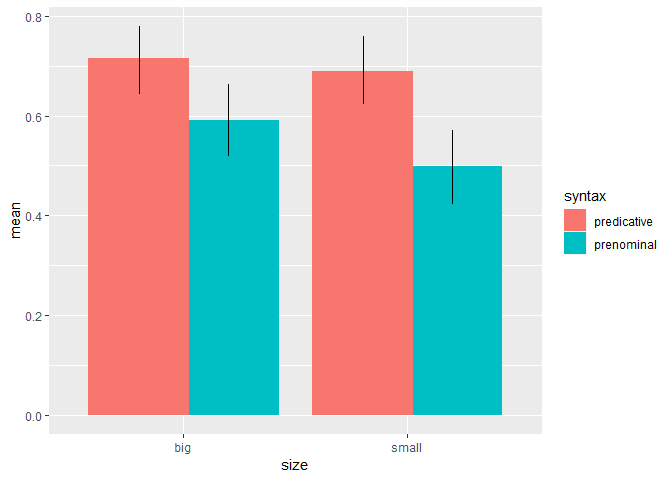 0.8
0.6
0.4
0.2
0.0
mean
big
small
size
syntax
predicative
prenominal